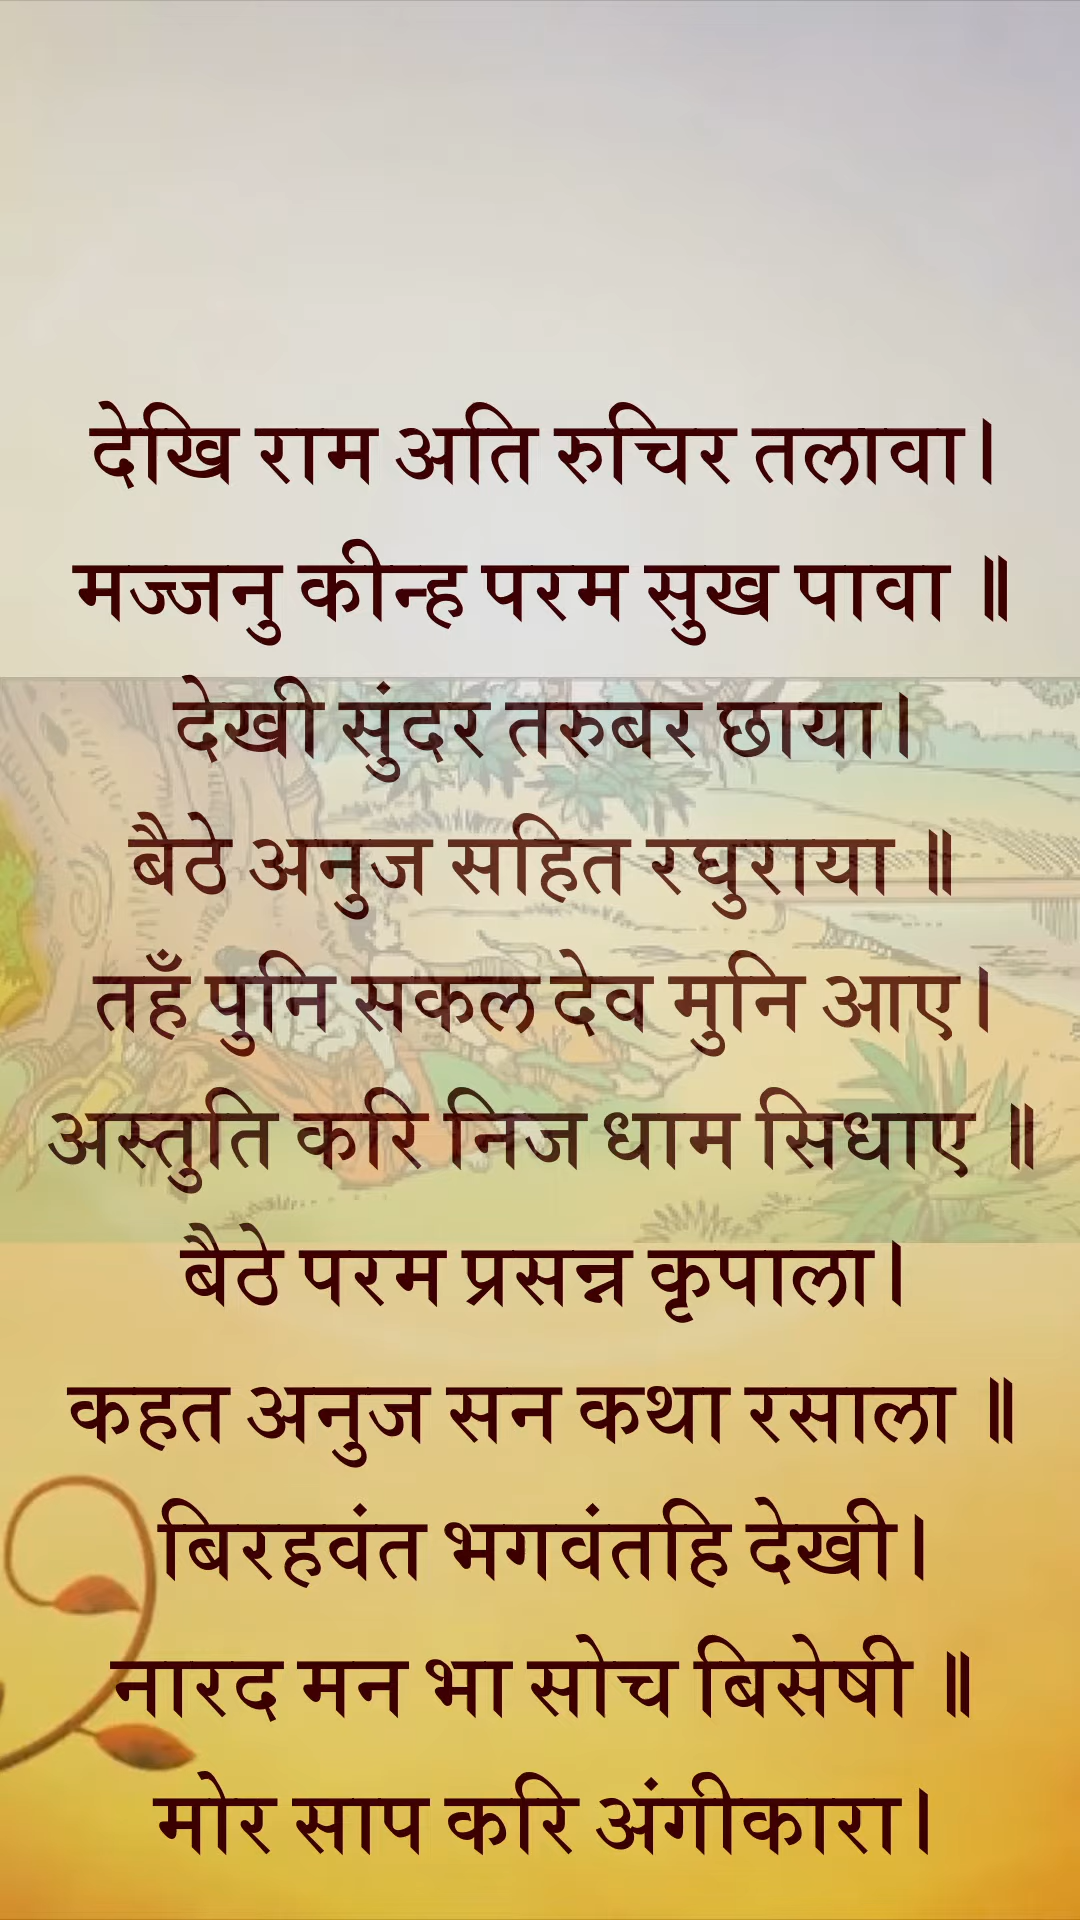 देखि राम अति रुचिर तलावा।
मज्जनु कीन्ह परम सुख पावा ॥
देखी सुंदर तरुबर छाया।
बैठे अनुज सहित रघुराया ॥
तहँ पुनि सकल देव मुनि आए।
अस्तुति करि निज धाम सिधाए ॥
बैठे परम प्रसन्न कृपाला।
कहत अनुज सन कथा रसाला ॥
बिरहवंत भगवंतहि देखी।
नारद मन भा सोच बिसेषी ॥
मोर साप करि अंगीकारा।